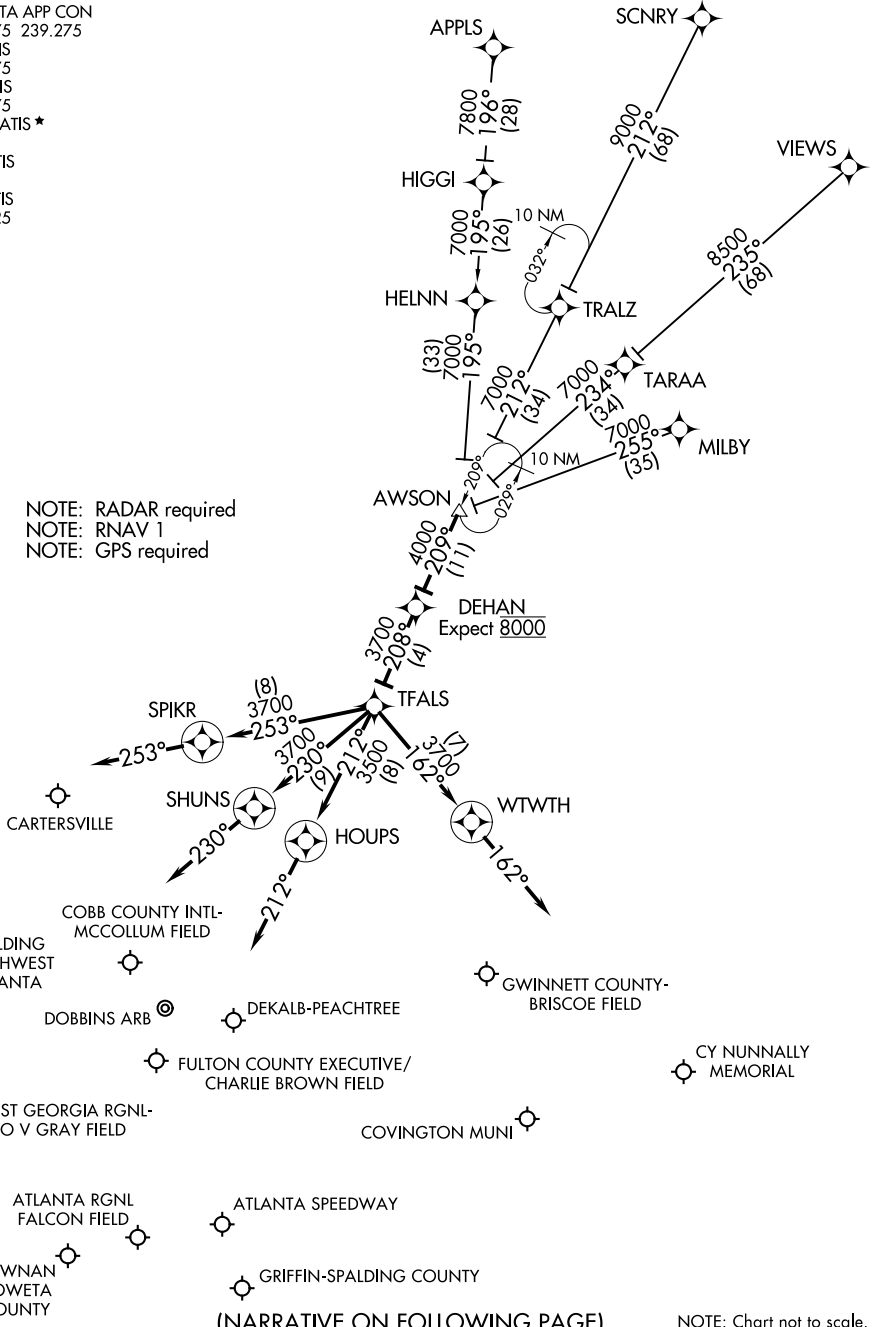 TA APP CON
75 239.275
IS
75
IS
75
ATIS ★
TIS
TIS
25
APPLS
7800
196°
(28)
HIGGI
7000
195°
(26)
HELNN
(33)
7000
195°
SCNRY
9000
212°
(68)
10 NM
032°
TRALZ
7000
212°
(34)
VIEWS
8500
235°
(68)
TARAA
7000
234°
(34)
MILBY
7000
255°
(35)
209°
10 NM
029°
AWSON
NOTE: RADAR required
NOTE: RNAV 1
NOTE: GPS required
4000
209°
(11)
DEHAN
Expect 8000
3700
208°
(4)
TFALS
(8)
3700
253°
SPIKR
253°
3700
230°
(9)
SHUNS
230°
212°
3500
(8)
HOUPS
212°
(7)
3700
162°
WTWTH
162°
CARTERSVILLE
COBB COUNTY INTL-
MCCOLLUM FIELD
LDING
HWEST
ANTA
DOBBINS ARB
DEKALB-PEACHTREE
GWINNETT COUNTY-
BRISCOE FIELD
FULTON COUNTY EXECUTIVE/
CHARLIE BROWN FIELD
CY NUNNALLY
MEMORIAL
ST GEORGIA RGNL-
O V GRAY FIELD
COVINGTON MUNI
ATLANTA RGNL
FALCON FIELD
ATLANTA SPEEDWAY
WNAN
OWETA
OUNTY
GRIFFIN-SPALDING COUNTY
(NARRATIVE ON FOLLOWING PAGE)
NOTE: Chart not to scale.